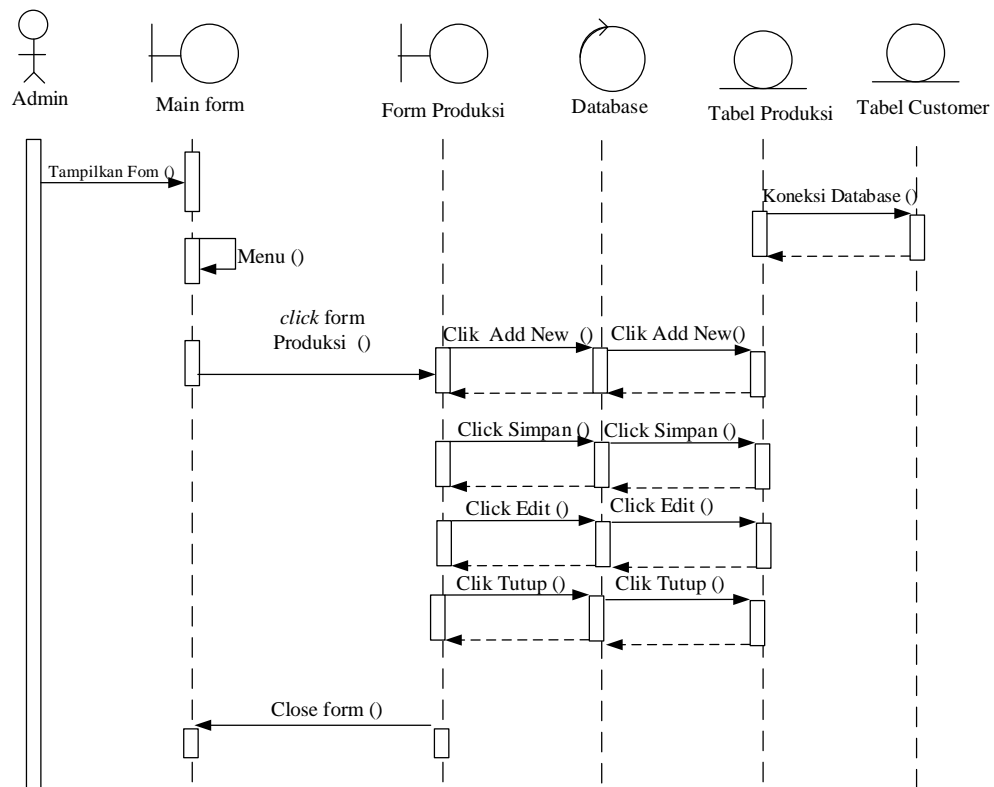 Admin
Main form
Form Produksi
Database
Tabel Produksi
Tabel Customer
Tampilkan Fom ()
Koneksi Database ()
Menu ()
click form
Produksi ()
Clik Add New ()
Clik Add New()
Click Simpan ()
Click Simpan ()
Click Edit ()
Click Edit ()
Clik Tutup ()
Clik Tutup ()
Close form ()